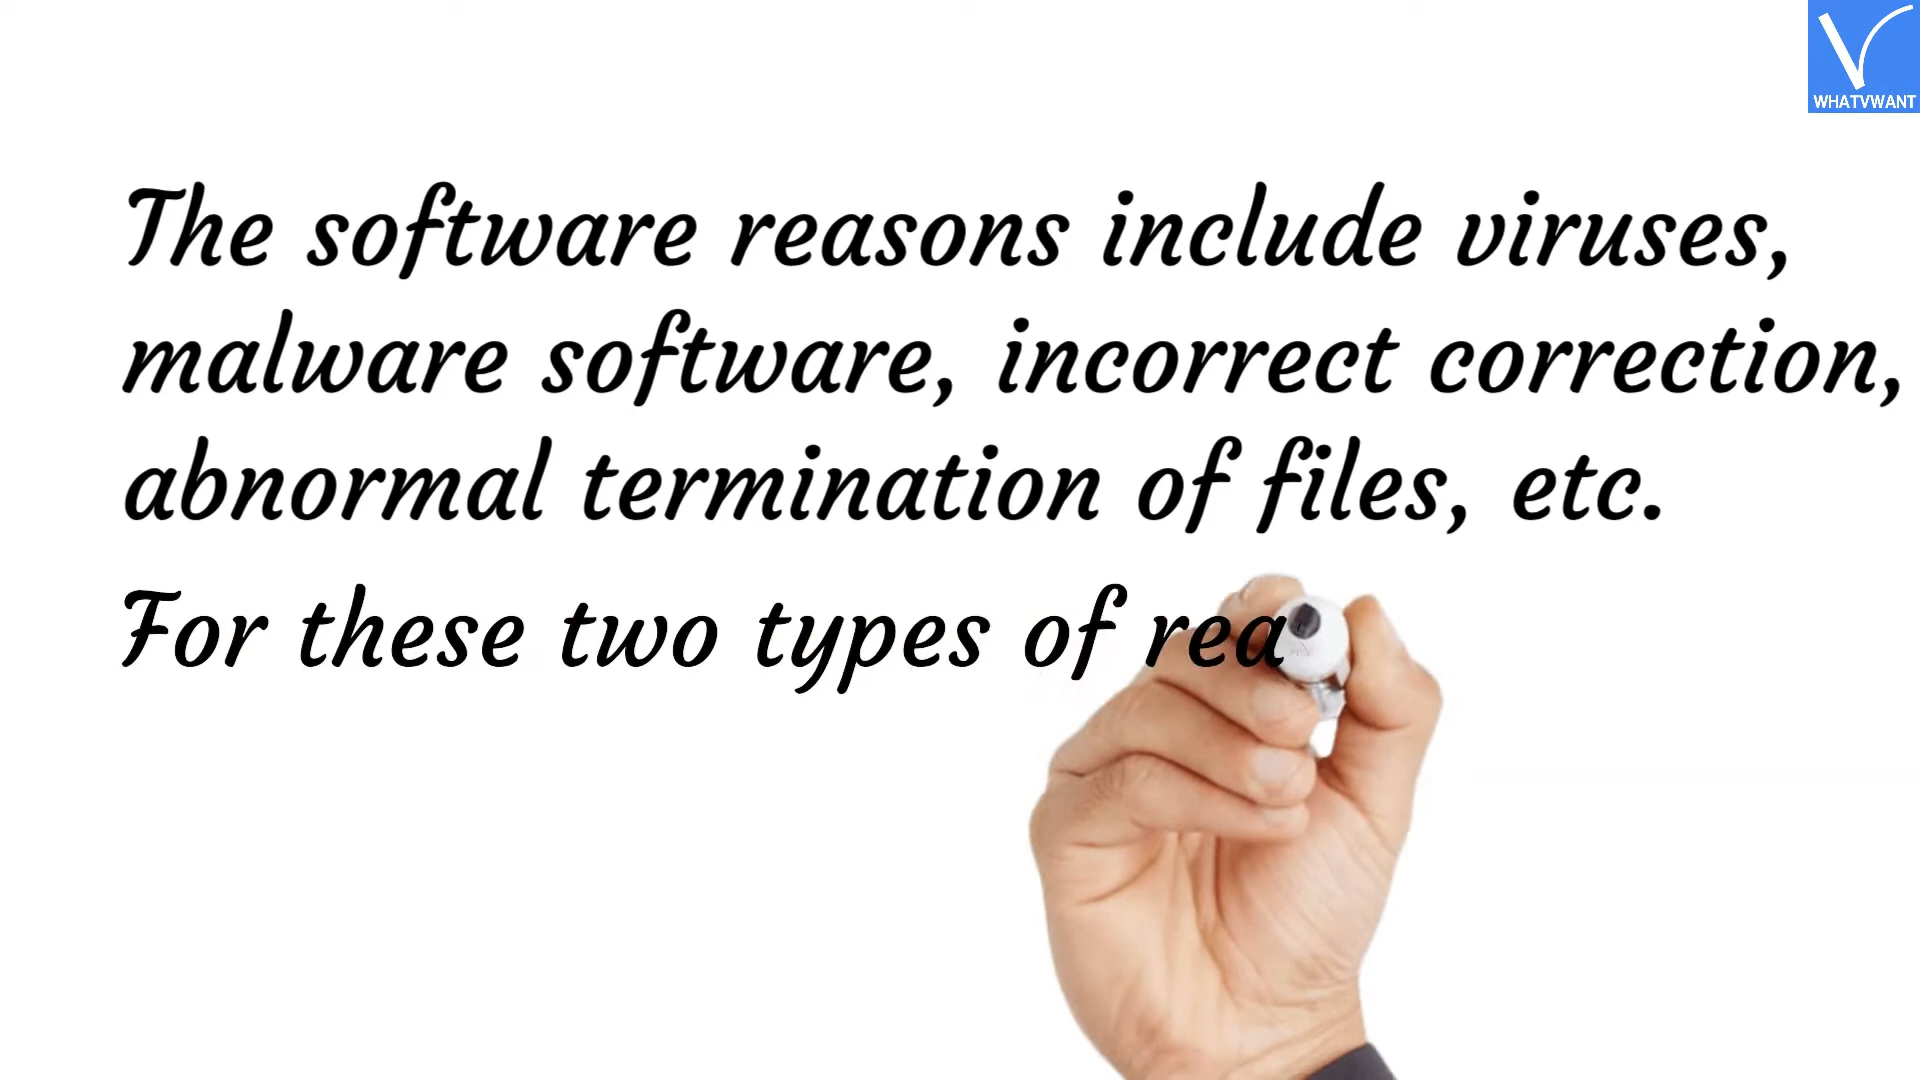 WHATVWANT
The software reasons include viruses,
malware software, incorrect correction,
abnormal termination of files, etc.
For these two types of rea